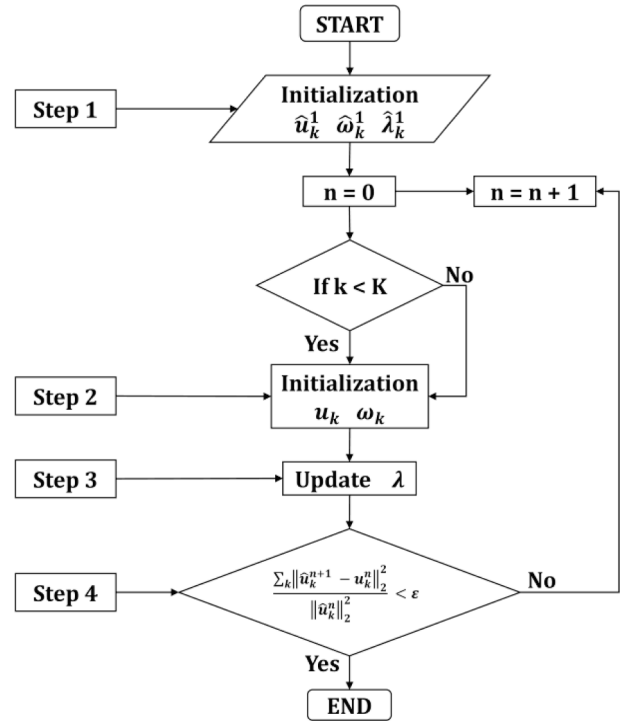 START
Step 1
Initialization
û_k^1 ω̂_k^1 λ̂_k^1
n = 0
n = n + 1
If k < K
No
Yes
Step 2
Initialization
u_k ω_k
Step 3
Update λ
Step 4
∑_k‖û_k^{n+1} − u_k^n‖_2^2 / ‖û_k^n‖_2^2 < ε
No
Yes
END